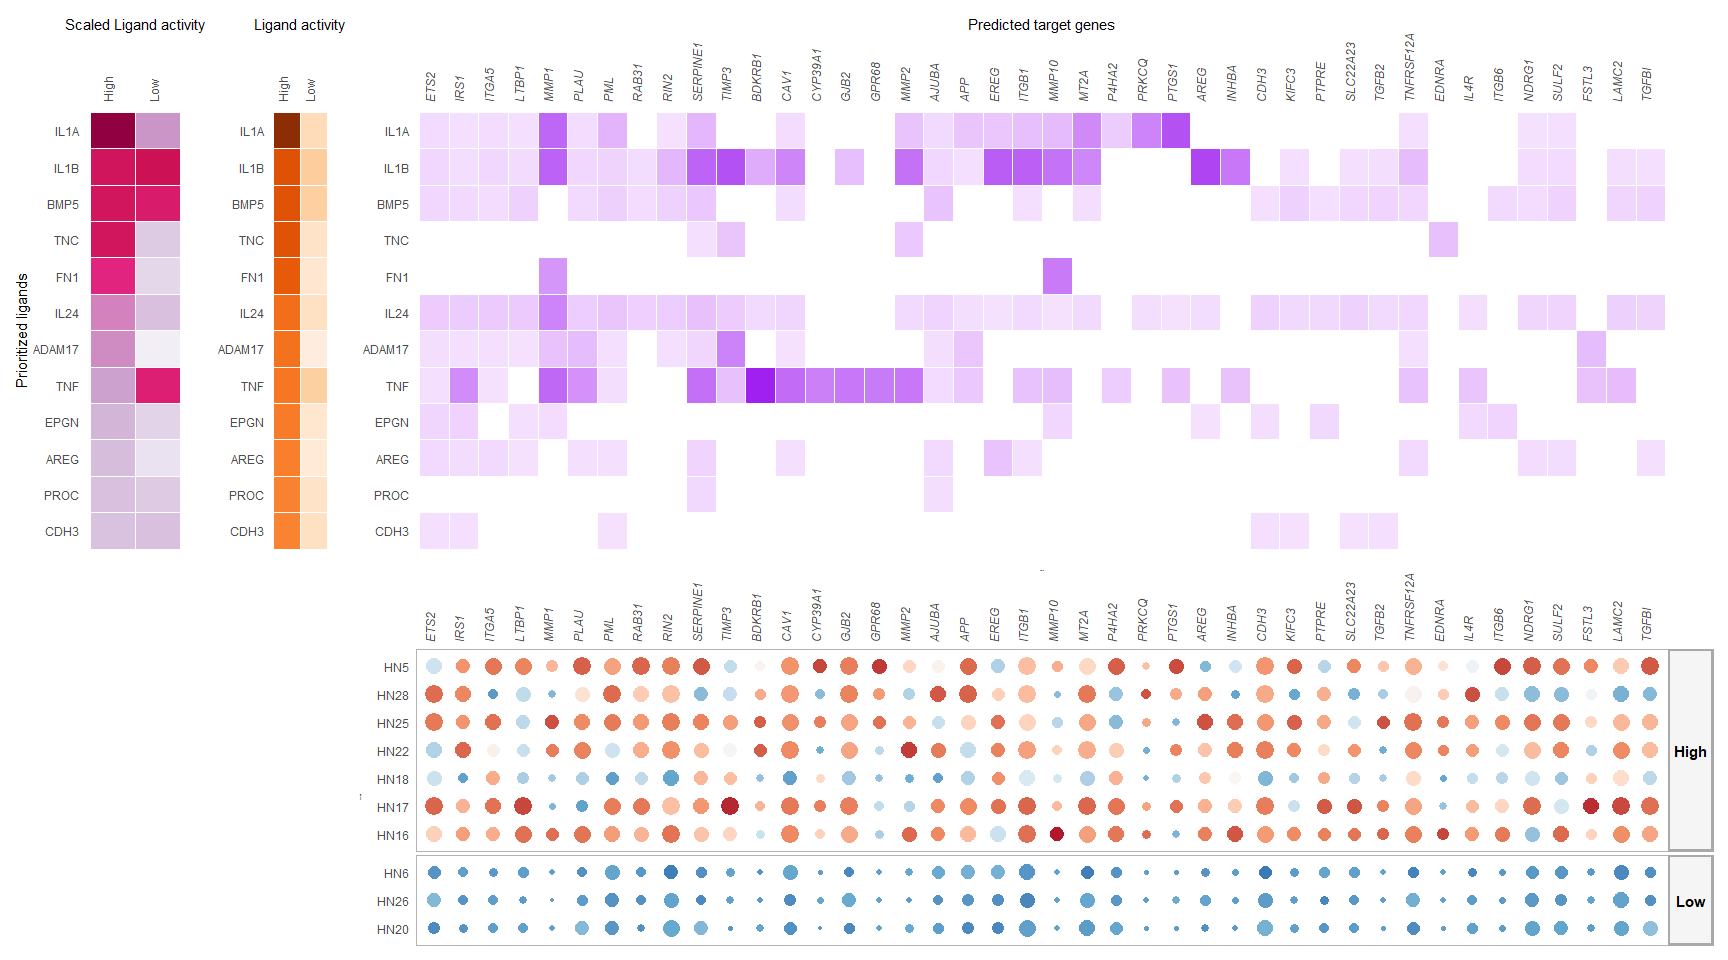 Scaled Ligand activity
Ligand activity
Predicted target genes
High Low
High Low
ETS2 IRS1 ITGA5 LTBP1 MMP1 PLAU PML RAB31 RIN2 SERPINE1 TIMP3 BDKRB1 CAV1 CYP39A1 GJB2 GPR68 MMP2 AJUBA APP EREG ITGB1 MMP10 MT2A P4HA2 PRKCQ PTGS1 AREG INHBA CDH3 KIFC3 PTPRE SLC22A23 TGFB2 TNFRSF12A EDNRA IL4R ITGB6 NDRG1 SULF2 FSTL3 LAMC2 TGFBI
Prioritized ligands
IL1A IL1A IL1A
IL1B IL1B IL1B
BMP5 BMP5 BMP5
TNC TNC TNC
FN1 FN1 FN1
IL24 IL24 IL24
ADAM17 ADAM17 ADAM17
TNF TNF TNF
EPGN EPGN EPGN
AREG AREG AREG
PROC PROC PROC
CDH3 CDH3 CDH3
ETS2 IRS1 ITGA5 LTBP1 MMP1 PLAU PML RAB31 RIN2 SERPINE1 TIMP3 BDKRB1 CAV1 CYP39A1 GJB2 GPR68 MMP2 AJUBA APP EREG ITGB1 MMP10 MT2A P4HA2 PRKCQ PTGS1 AREG INHBA CDH3 KIFC3 PTPRE SLC22A23 TGFB2 TNFRSF12A EDNRA IL4R ITGB6 NDRG1 SULF2 FSTL3 LAMC2 TGFBI
HN5
HN28
HN25
HN22
HN18
HN17
HN16
High
HN6
HN26
HN20
Low